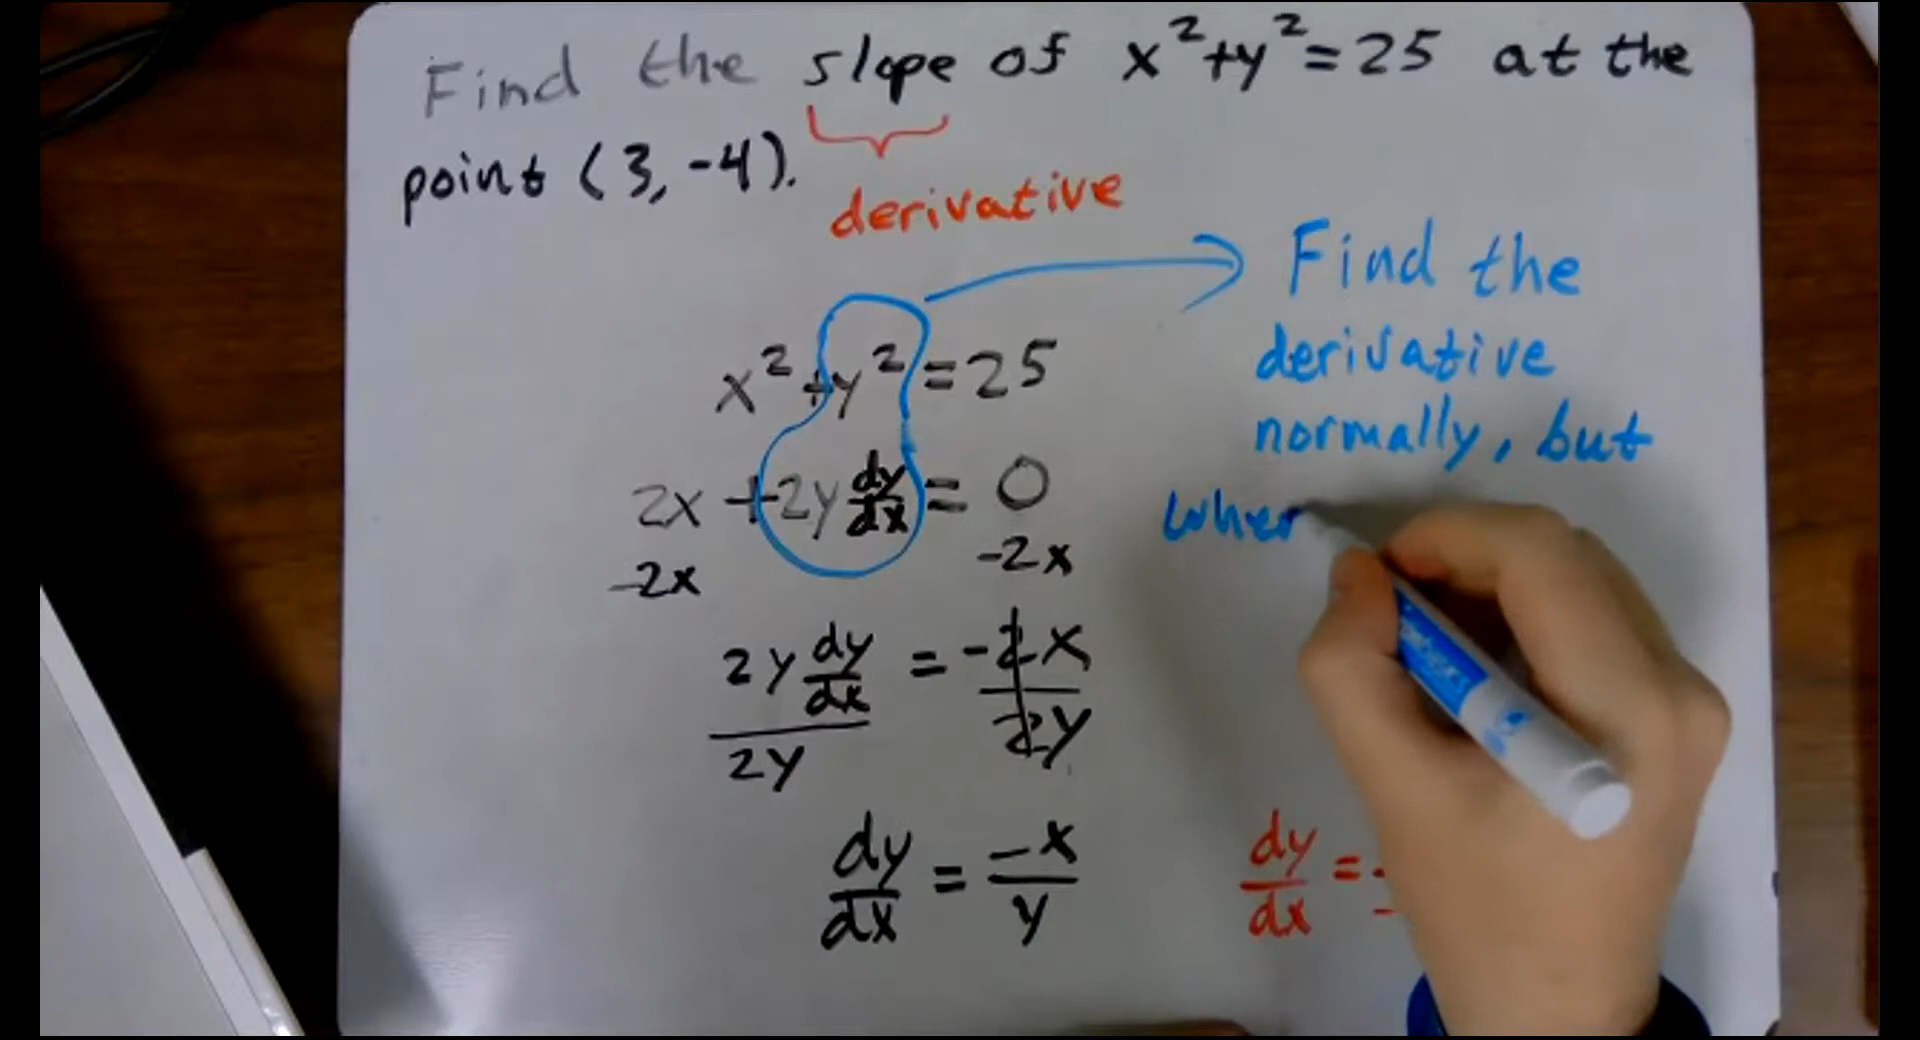 Find the slope of x²+y²=25 at the
point (3,-4).
derivative
Find the
derivative
normally, but
wher
x²+y²=25
2x+2y dy/dx = 0
-2x -2x
2y dy/dx = -2x
2y 2y
dy/dx = -x/y
dy/dx = -